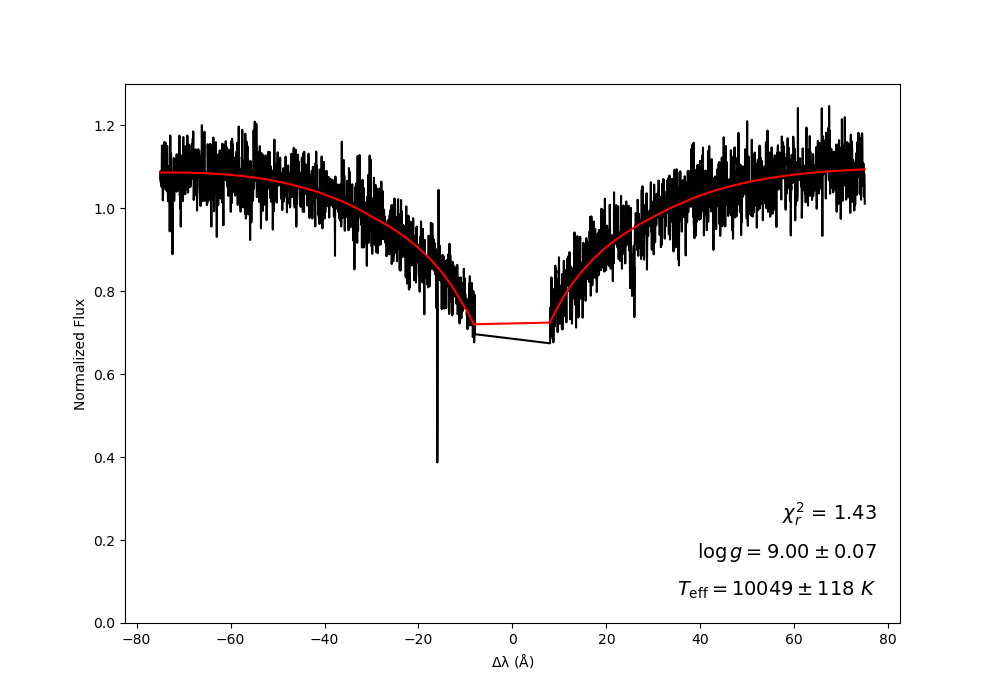 1.2
1.0
0.8
0.6
0.4
0.2
0.0
Normalized Flux
χ²ᵣ = 1.43
log g = 9.00 ± 0.07
T_eff = 10049 ± 118 K
−80 −60 −40 −20 0 20 40 60 80
Δλ (Å)